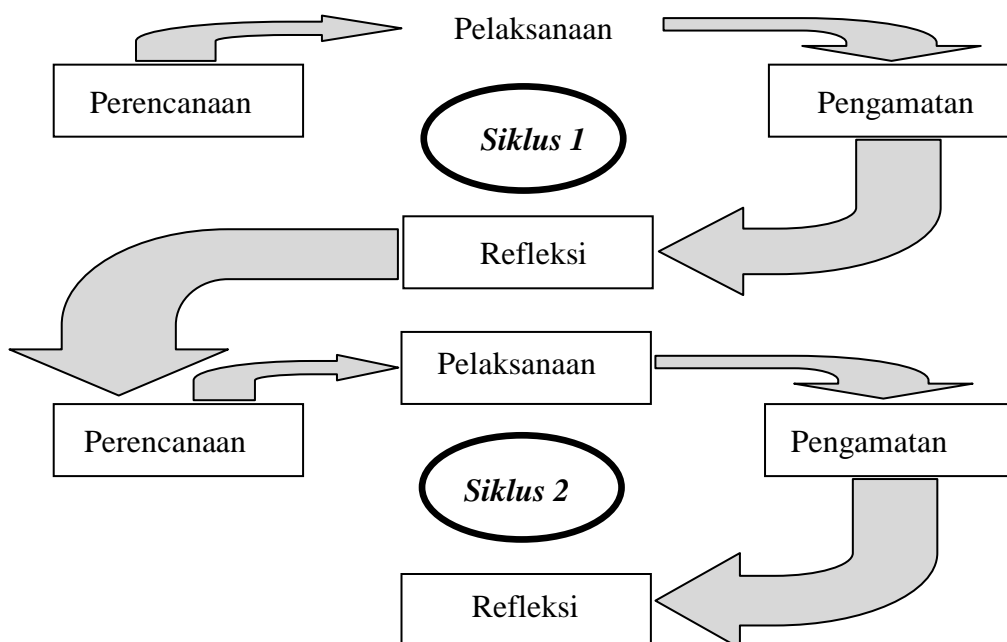 Pelaksanaan
Perencanaan
Pengamatan
Siklus 1
Refleksi
Pelaksanaan
Perencanaan
Pengamatan
Siklus 2
Refleksi